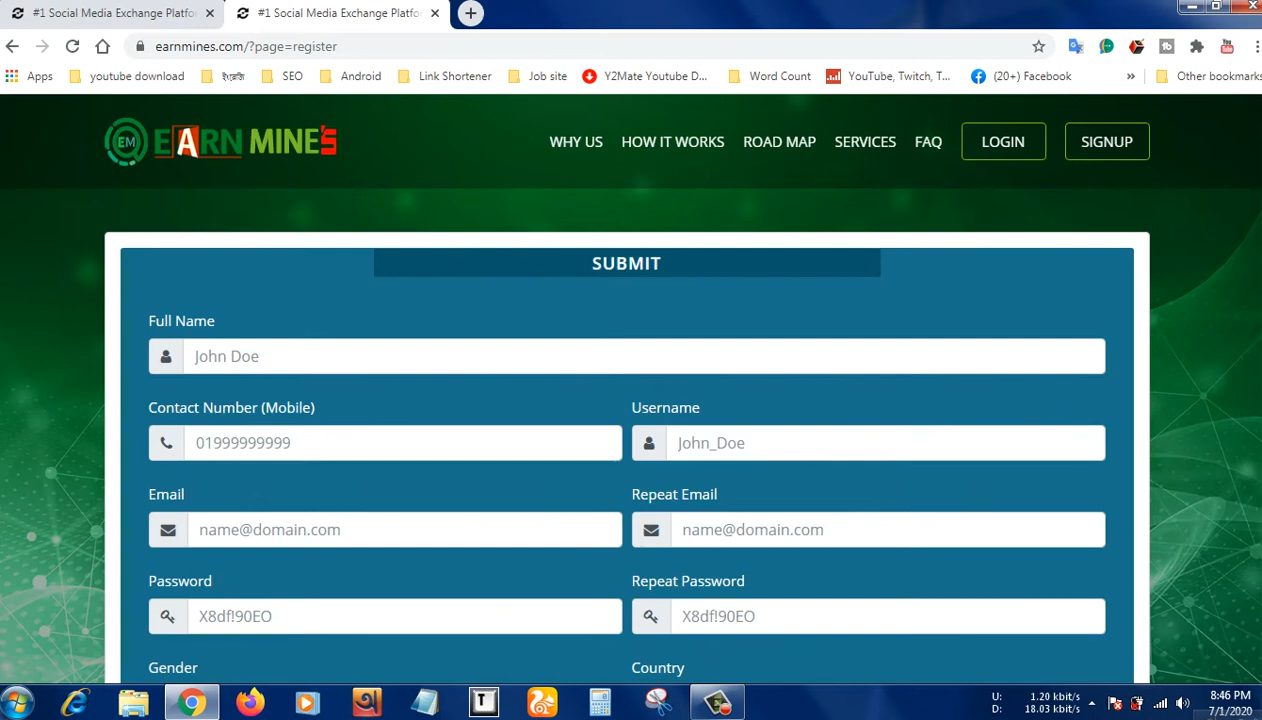 #1 Social Media Exchange Platfo
#1 Social Media Exchange Platfo
earnmines.com/?page=register
Apps youtube download ইংরেজি SEO Android Link Shortener Job site Y2Mate Youtube D... Word Count YouTube, Twitch, T... (20+) Facebook » Other bookmarks
EM EARN MINE'S
WHY US HOW IT WORKS ROAD MAP SERVICES FAQ LOGIN SIGNUP
SUBMIT
Full Name
John Doe
Contact Number (Mobile) Username
01999999999 John_Doe
Email Repeat Email
name@domain.com name@domain.com
Password Repeat Password
X8df!90EO X8df!90EO
Gender Country
U: 1.20 kbit/s
D: 18.03 kbit/s
8:46 PM
7/1/2020